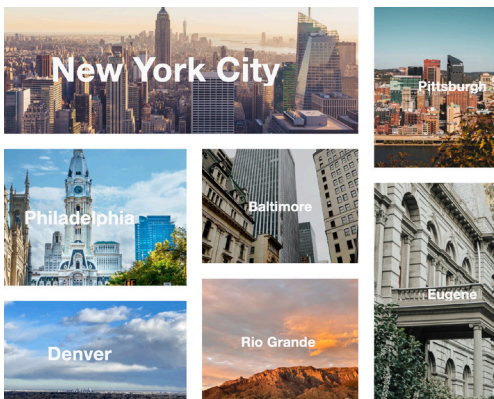 New York City
Pittsburgh
Philadelphia
Baltimore
Eugene
Denver
Rio Grande